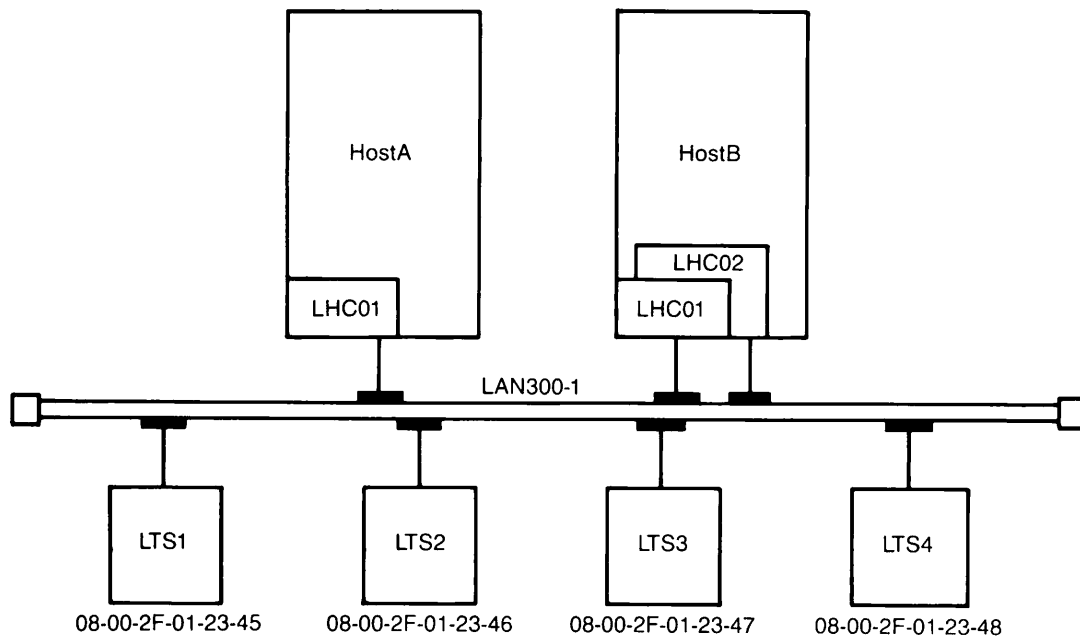 HostA
HostB
LHC02
LHC01
LHC01
LAN300-1
LTS1
LTS2
LTS3
LTS4
08-00-2F-01-23-45
08-00-2F-01-23-46
08-00-2F-01-23-47
08-00-2F-01-23-48